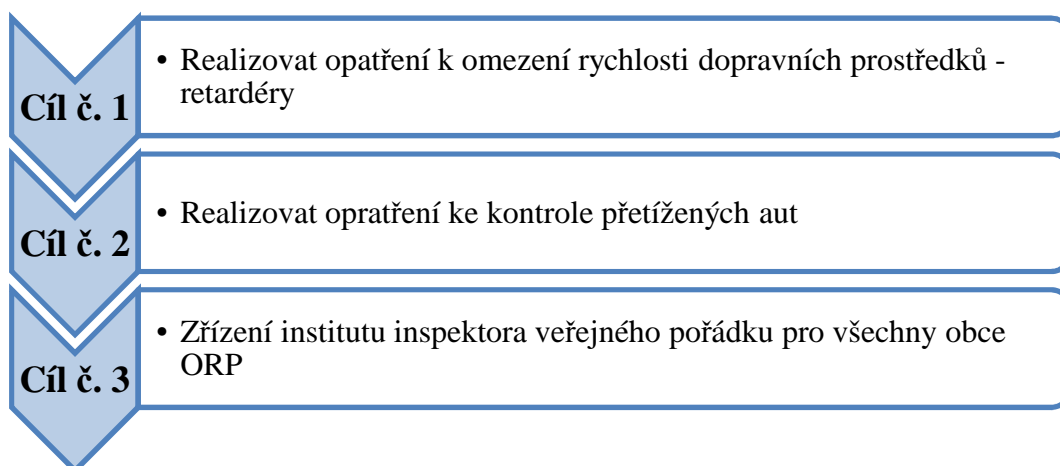 Cíl č. 1
• Realizovat opatření k omezení rychlosti dopravních prostředků -
retardéry
Cíl č. 2
• Realizovat opratření ke kontrole přetížených aut
Cíl č. 3
• Zřízení institutu inspektora veřejného pořádku pro všechny obce
ORP